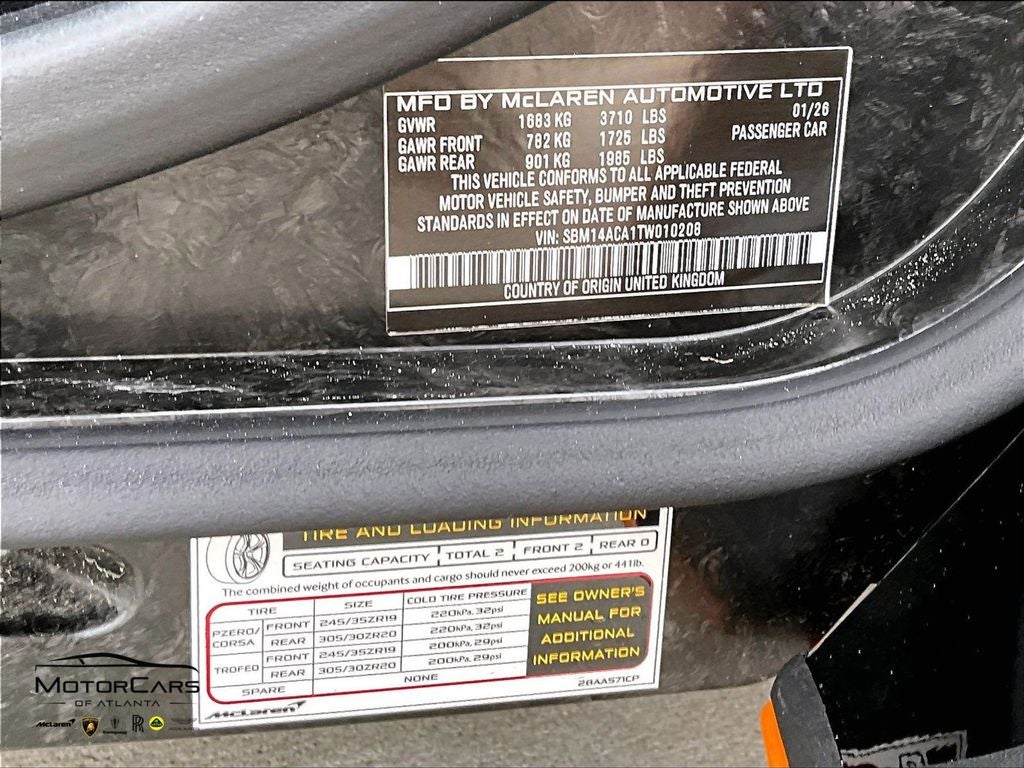 MFD BY McLAREN AUTOMOTIVE LTD
GVWR 1683 KG 3710 LBS 01/26
GAWR FRONT 782 KG 1725 LBS PASSENGER CAR
GAWR REAR 901 KG 1985 LBS
THIS VEHICLE CONFORMS TO ALL APPLICABLE FEDERAL
MOTOR VEHICLE SAFETY, BUMPER AND THEFT PREVENTION
STANDARDS IN EFFECT ON DATE OF MANUFACTURE SHOWN ABOVE
VIN: SBM14ACA1TW010208
COUNTRY OF ORIGIN UNITED KINGDOM
TIRE AND LOADING INFORMATION
SEATING CAPACITY TOTAL 2 FRONT 2 REAR 0
The combined weight of occupants and cargo should never exceed 200kg or 441lb.
TIRE SIZE COLD TIRE PRESSURE
PZERO/CORSA FRONT 245/35ZR19 220kPa, 32psi
REAR 305/30ZR20 220kPa, 32psi
TROFEO FRONT 245/35ZR19 200kPa, 29psi
REAR 305/30ZR20 200kPa, 29psi
SPARE NONE
SEE OWNER'S
MANUAL FOR
ADDITIONAL
INFORMATION
28AA571CP
McLaren
MOTORCARS
OF ATLANTA
McLaren